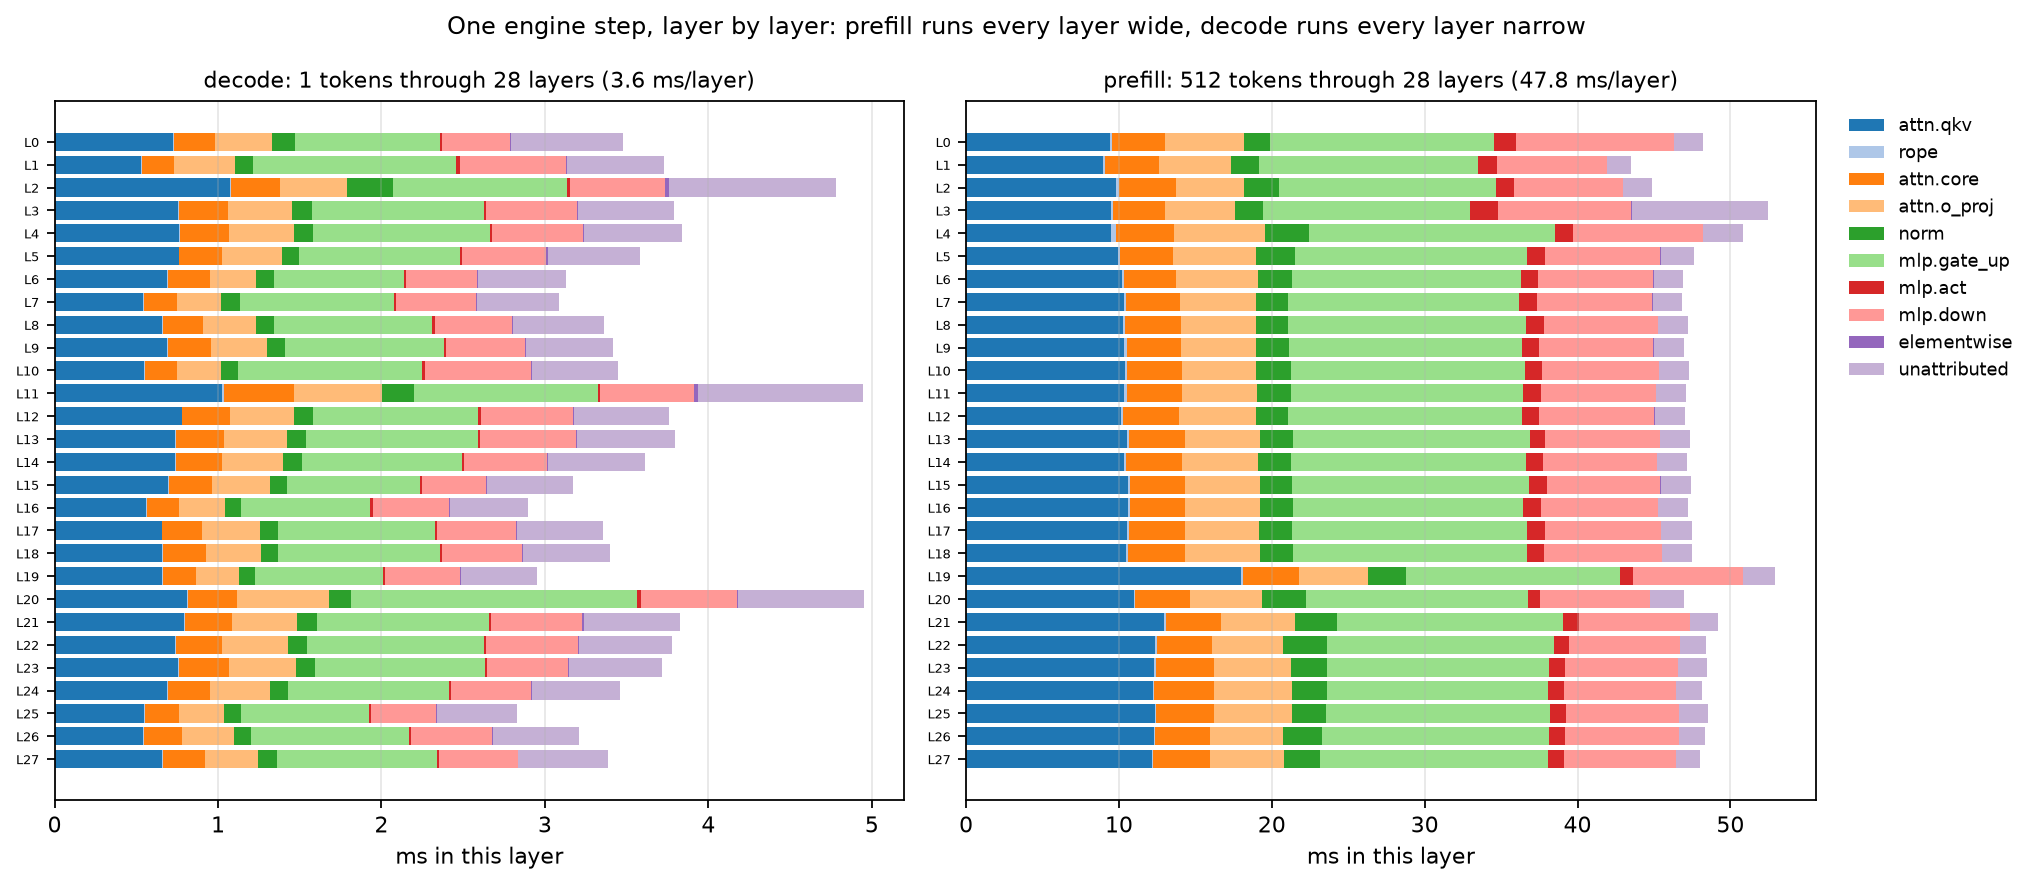 One engine step, layer by layer: prefill runs every layer wide, decode runs every layer narrow
decode: 1 tokens through 28 layers (3.6 ms/layer)
L0
L1
L2
L3
L4
L5
L6
L7
L8
L9
L10
L11
L12
L13
L14
L15
L16
L17
L18
L19
L20
L21
L22
L23
L24
L25
L26
L27
0 1 2 3 4 5
ms in this layer
prefill: 512 tokens through 28 layers (47.8 ms/layer)
L0
L1
L2
L3
L4
L5
L6
L7
L8
L9
L10
L11
L12
L13
L14
L15
L16
L17
L18
L19
L20
L21
L22
L23
L24
L25
L26
L27
0 10 20 30 40 50
ms in this layer
attn.qkv
rope
attn.core
attn.o_proj
norm
mlp.gate_up
mlp.act
mlp.down
elementwise
unattributed